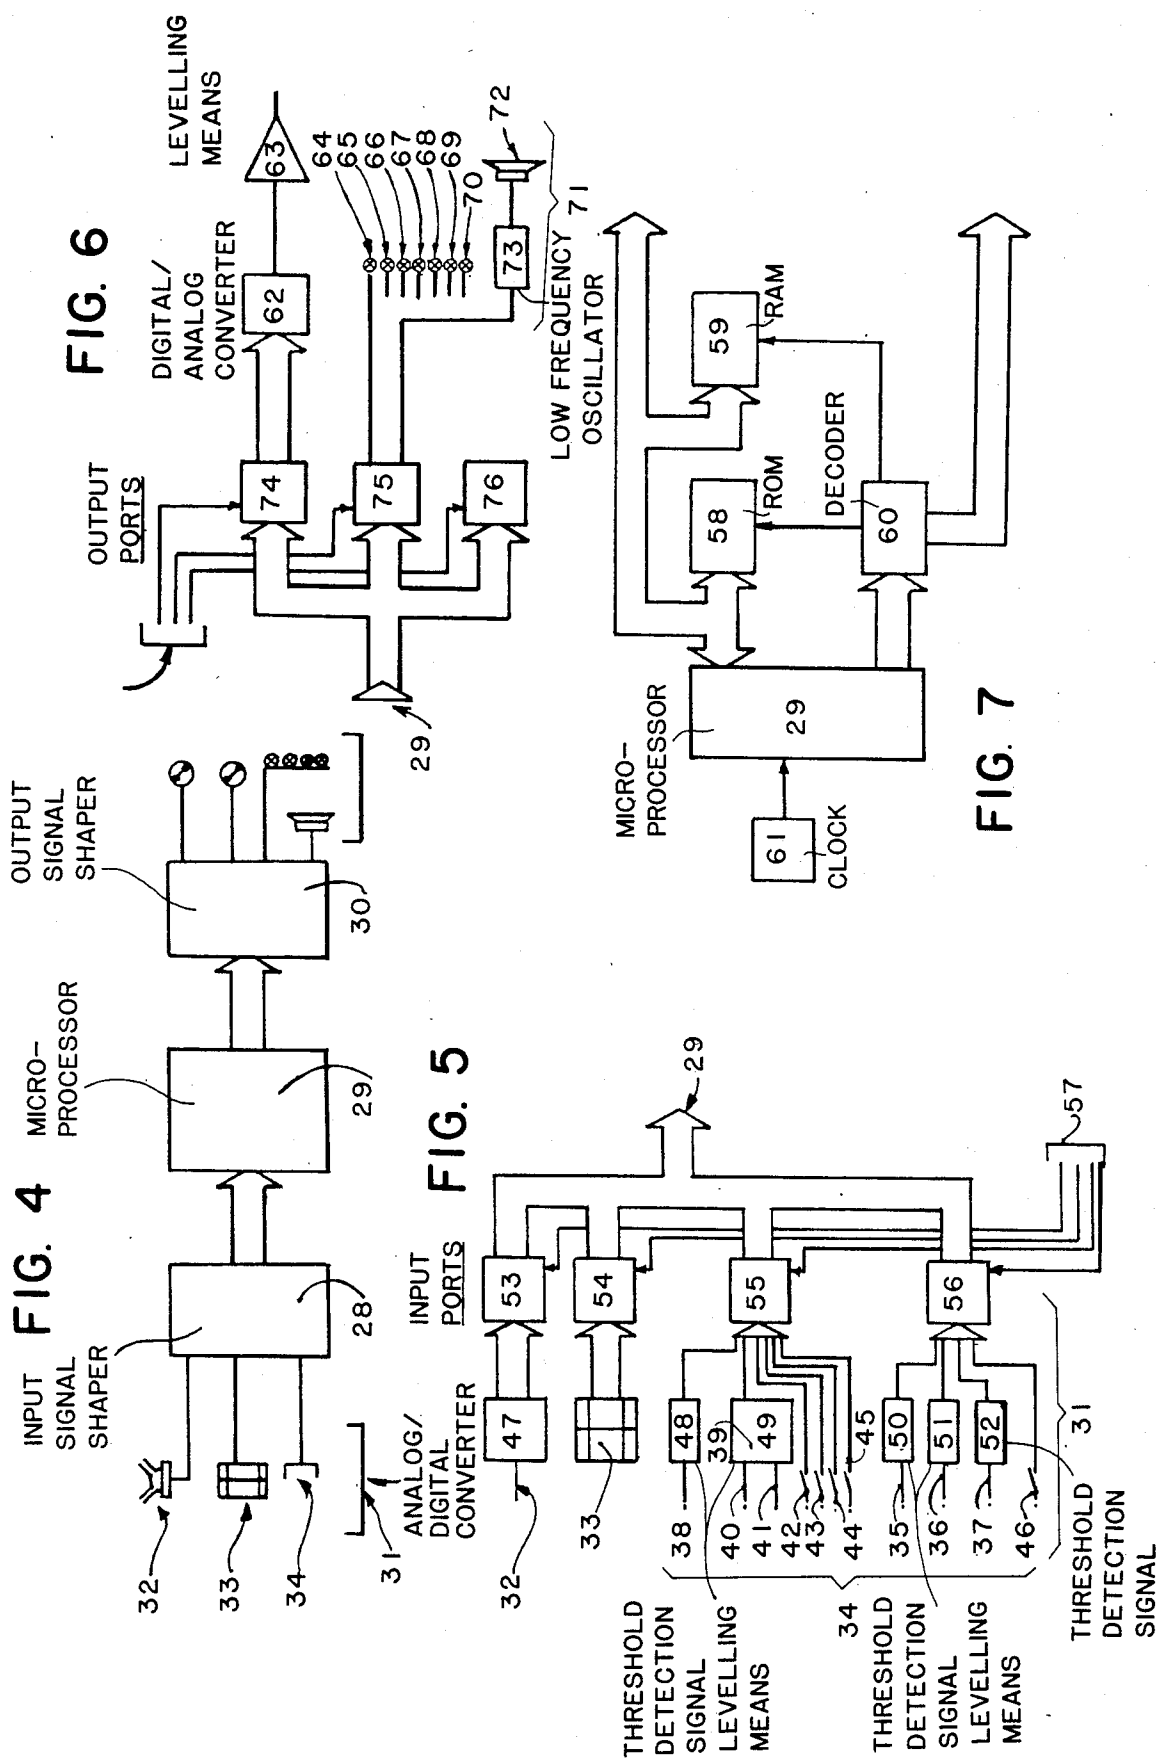 FIG. 4
INPUT
SIGNAL
SHAPER
MICRO-
PROCESSOR
OUTPUT
SIGNAL
SHAPER
32
33
34
31
28
29
30
FIG. 5
ANALOG/
DIGITAL
CONVERTER
INPUT
PORTS
32
47
53
29
33
54
38
48
55
39
40
49
41
42
43
44
45
35
50
56
36
51
37
52
46
57
34
31
THRESHOLD
DETECTION
SIGNAL
LEVELLING
MEANS
THRESHOLD
DETECTION
SIGNAL
LEVELLING
MEANS
THRESHOLD
DETECTION
SIGNAL
FIG. 6
OUTPUT
PORTS
DIGITAL/
ANALOG
CONVERTER
LEVELLING
MEANS
74
62
63
75
64
65
66
67
68
69
70
76
73
72
71
29
LOW FREQUENCY
OSCILLATOR
FIG. 7
MICRO-
PROCESSOR
29
61
CLOCK
58
ROM
59
RAM
DECODER
60